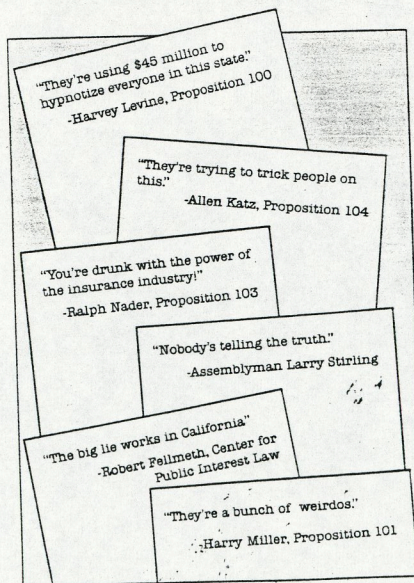 "They're using $45 million to
hypnotize everyone in this state."
-Harvey Levine, Proposition 100
"They're trying to trick people on
this."
-Allen Katz, Proposition 104
"You're drunk with the power of
the insurance industry!"
-Ralph Nader, Proposition 103
"Nobody's telling the truth."
-Assemblyman Larry Stirling
"The big lie works in California"
-Robert Fellmeth, Center for
Public Interest Law
"They're a bunch of weirdos."
-Harry Miller, Proposition 101